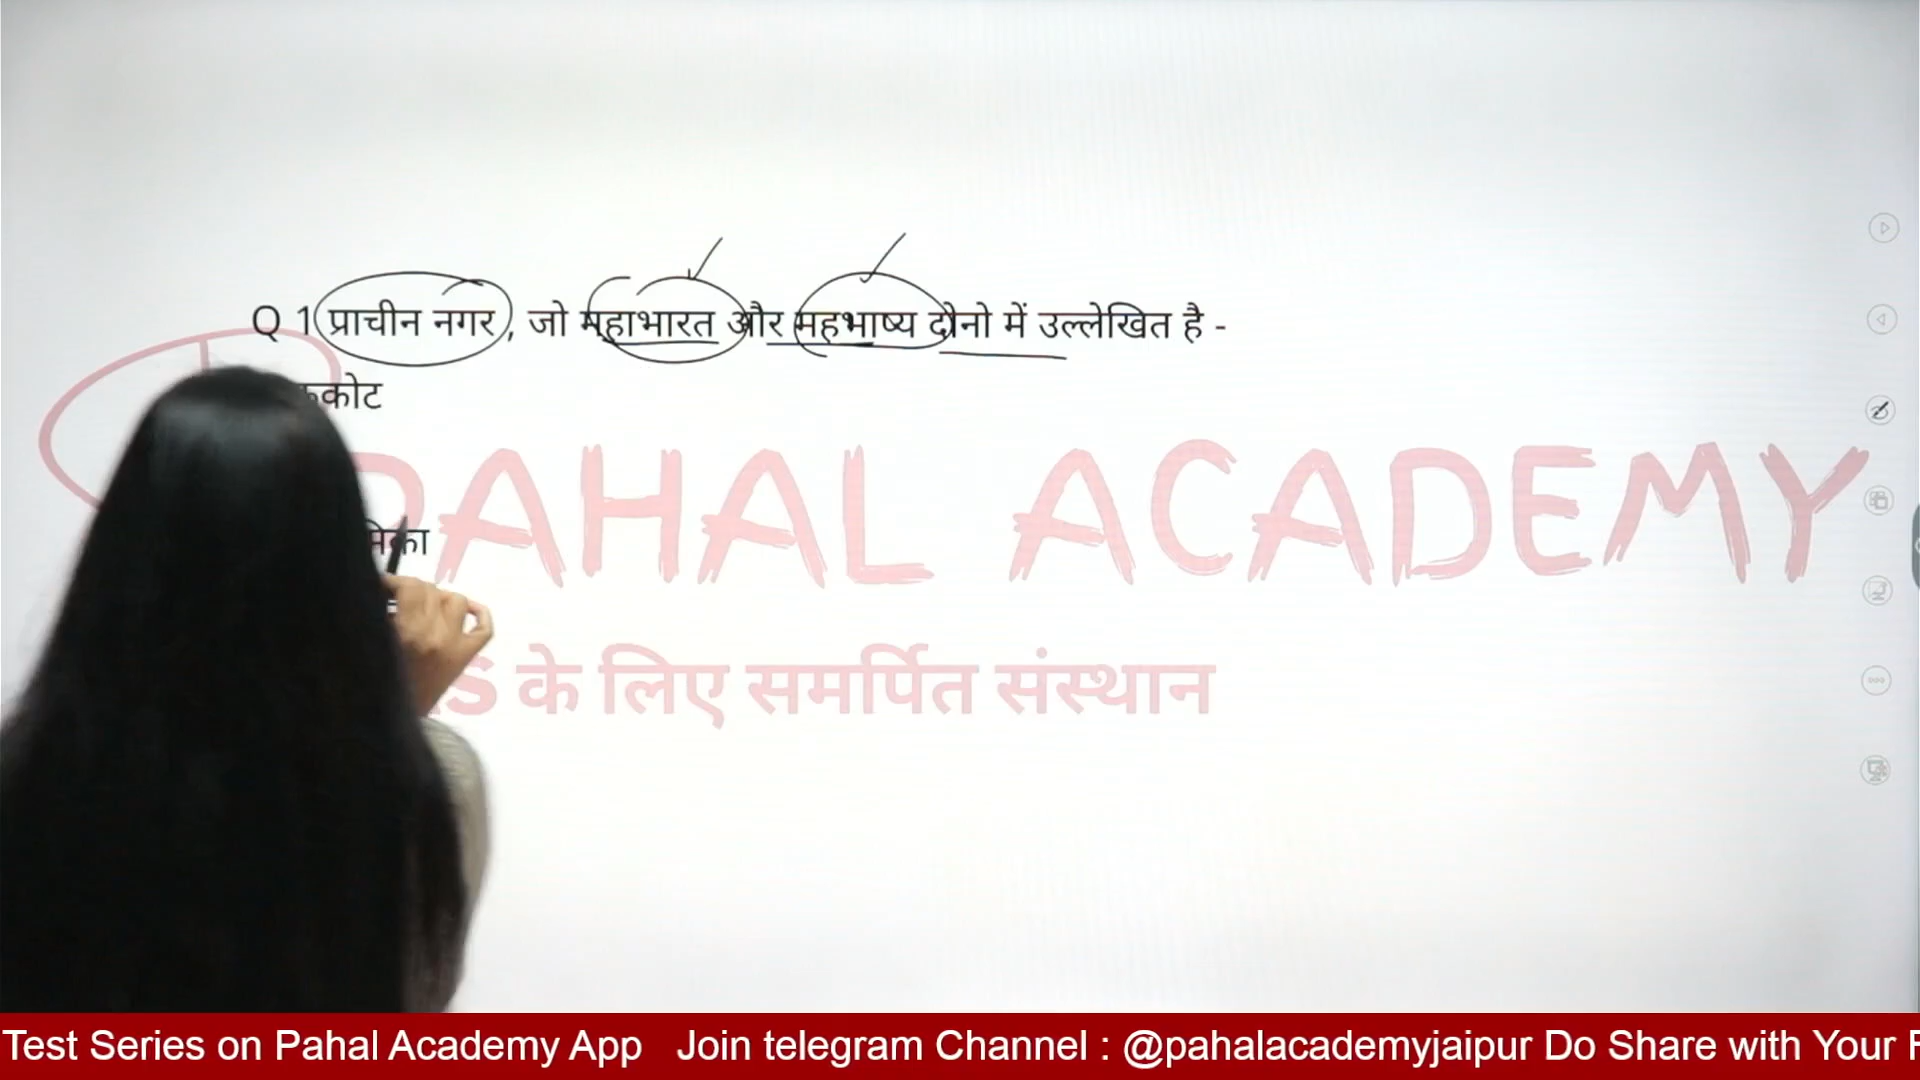 Q 1 प्राचीन नगर, जो महाभारत और महभाष्य दोनो में उल्लेखित है -
PAHAL ACADEMY
के लिए समर्पित संस्थान
Test Series on Pahal Academy App Join telegram Channel : @pahalacademyjaipur Do Share with Your